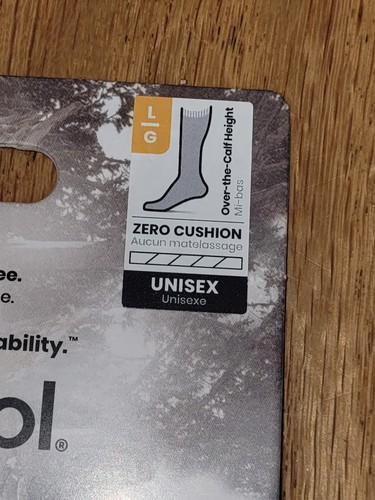 L
G
Over-the-Calf Height
Mi-bas
ZERO CUSHION
Aucun matelassage
UNISEX
Unisexe
ee.
e.
ability.™
ol®